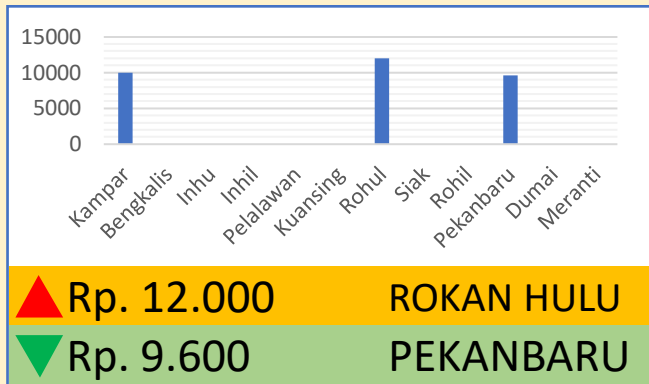 15000
10000
5000
0
Kampar
Bengkalis
Inhu
Inhil
Pelalawan
Kuansing
Rohul
Siak
Rohil
Pekanbaru
Dumai
Meranti
Rp. 12.000 ROKAN HULU
Rp. 9.600 PEKANBARU